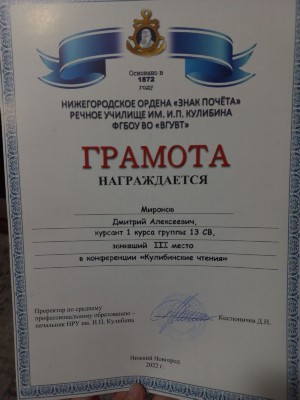 Основано в
1872
году
НИЖЕГОРОДСКОЕ ОРДЕНА «ЗНАК ПОЧЁТА»
РЕЧНОЕ УЧИЛИЩЕ ИМ. И.П. КУЛИБИНА
ФГБОУ ВО «ВГУВТ»
ГРАМОТА
НАГРАЖДАЕТСЯ
Миронов
Дмитрий Алексеевич,
курсант 1 курса группы 13 СВ,
занявший III место
в конференции «Кулибинские чтения»
Проректор по среднему
профессиональному образованию –
начальник НРУ им. И.П. Кулибина
Д.Н.
Нижний Новгород
2022 г.